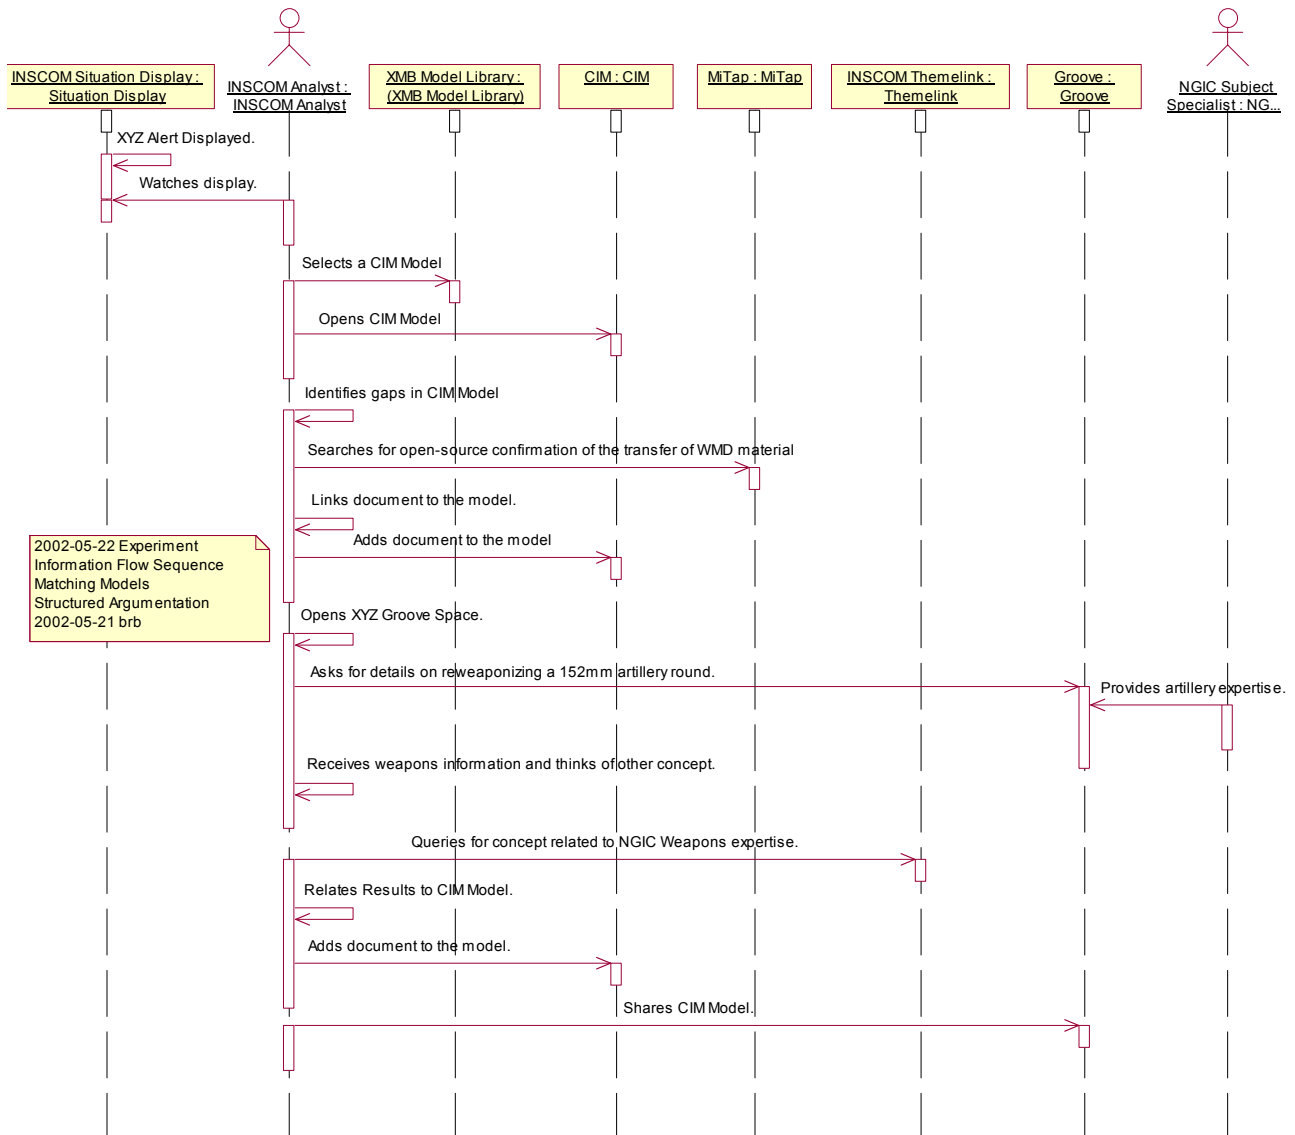 INSCOM Situation Display :
Situation Display
INSCOM Analyst :
INSCOM Analyst
XMB Model Library :
(XMB Model Library)
CIM : CIM
MiTap : MiTap
INSCOM Themelink :
Themelink
Groove :
Groove
NGIC Subject
Specialist : NG...
XYZ Alert Displayed.
Watches display.
Selects a CIM Model
Opens CIM Model
Identifies gaps in CIM Model
Searches for open-source confirmation of the transfer of WMD material
Links document to the model.
Adds document to the model
2002-05-22 Experiment
Information Flow Sequence
Matching Models
Structured Argumentation
2002-05-21 brb
Opens XYZ Groove Space.
Asks for details on reweaponizing a 152mm artillery round.
Provides artillery expertise.
Receives weapons information and thinks of other concept.
Queries for concept related to NGIC Weapons expertise.
Relates Results to CIM Model.
Adds document to the model.
Shares CIM Model.